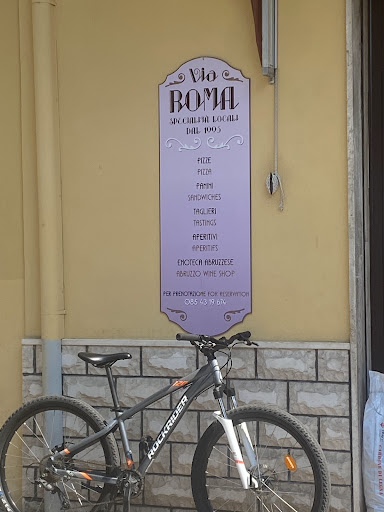 Via
ROMA
SPECIALITÀ LOCALI
DAL 1993
PIZZE
PIZZA
PANINI
SANDWICHES
TAGLIERI
TASTINGS
APERITIVI
APERITIFS
ENOTECA ABRUZZESE
ABRUZZO WINE SHOP
PER PRENOTAZIONI FOR RESERVATION
ROCKRIDER